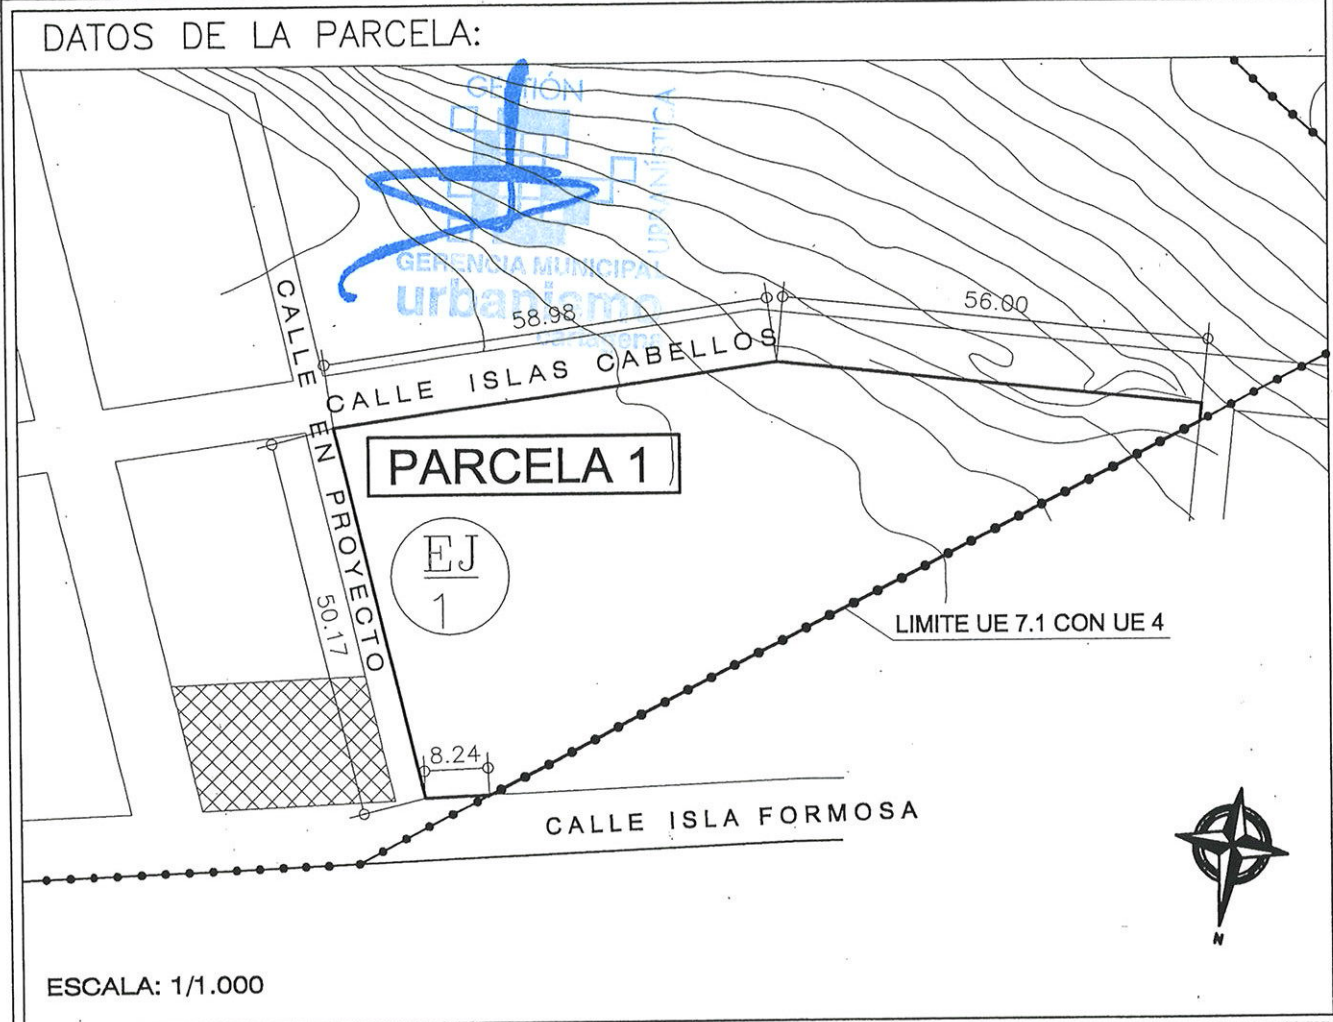 DATOS DE LA PARCELA:
GESTIÓN
URBANÍSTICA
GERENCIA MUNICIPAL
urbanismo
Cartagena
58.98
56.00
CALLE ISLAS CABELLOS
CALLE EN PROYECTO
PARCELA 1
EJ
1
50.17
LIMITE UE 7.1 CON UE 4
8.24
CALLE ISLA FORMOSA
N
ESCALA: 1/1.000